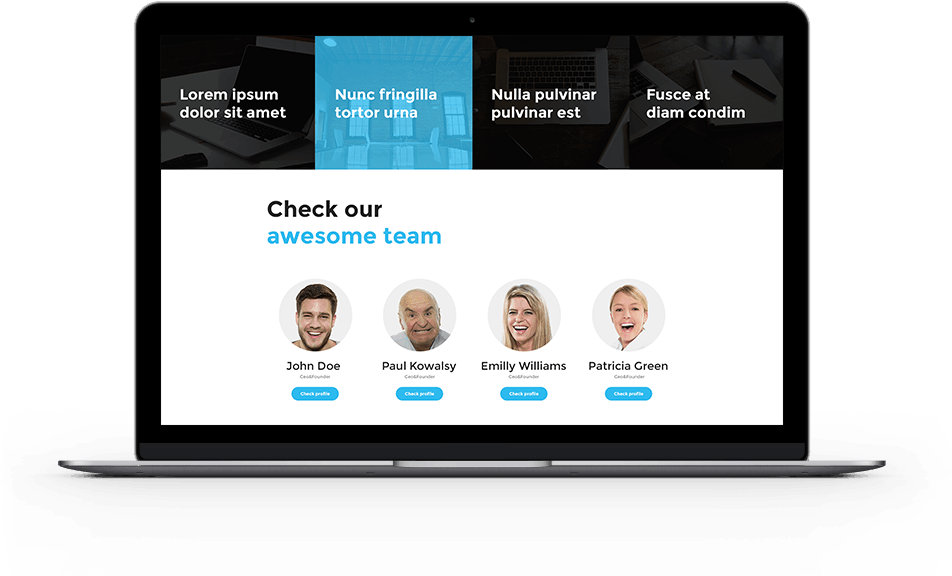 Lorem ipsum
dolor sit amet
Nunc fringilla
tortor urna
Nulla pulvinar
pulvinar est
Fusce at
diam condim
Check our
awesome team
John Doe
Ceo&Founder
Check profile
Paul Kowalsy
Ceo&Founder
Check profile
Emilly Williams
Ceo&Founder
Check profile
Patricia Green
Ceo&Founder
Check profile